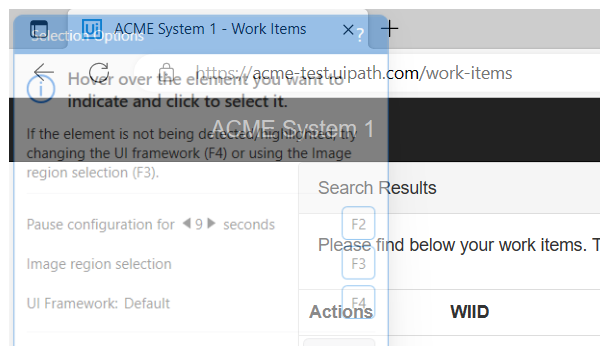 Selection Options
?
Ui ACME System 1 - Work Items
https://acme-test.uipath.com/work-items
Hover over the element you want to
indicate and click to select it.
ACME System 1
If the element is not being detected/highlighted, try
changing the UI framework (F4) or using the Image
region selection (F3).
Search Results
Pause configuration for 9 seconds F2
Please find below your work items. T
Image region selection F3
UI Framework: Default F4
Actions WIID